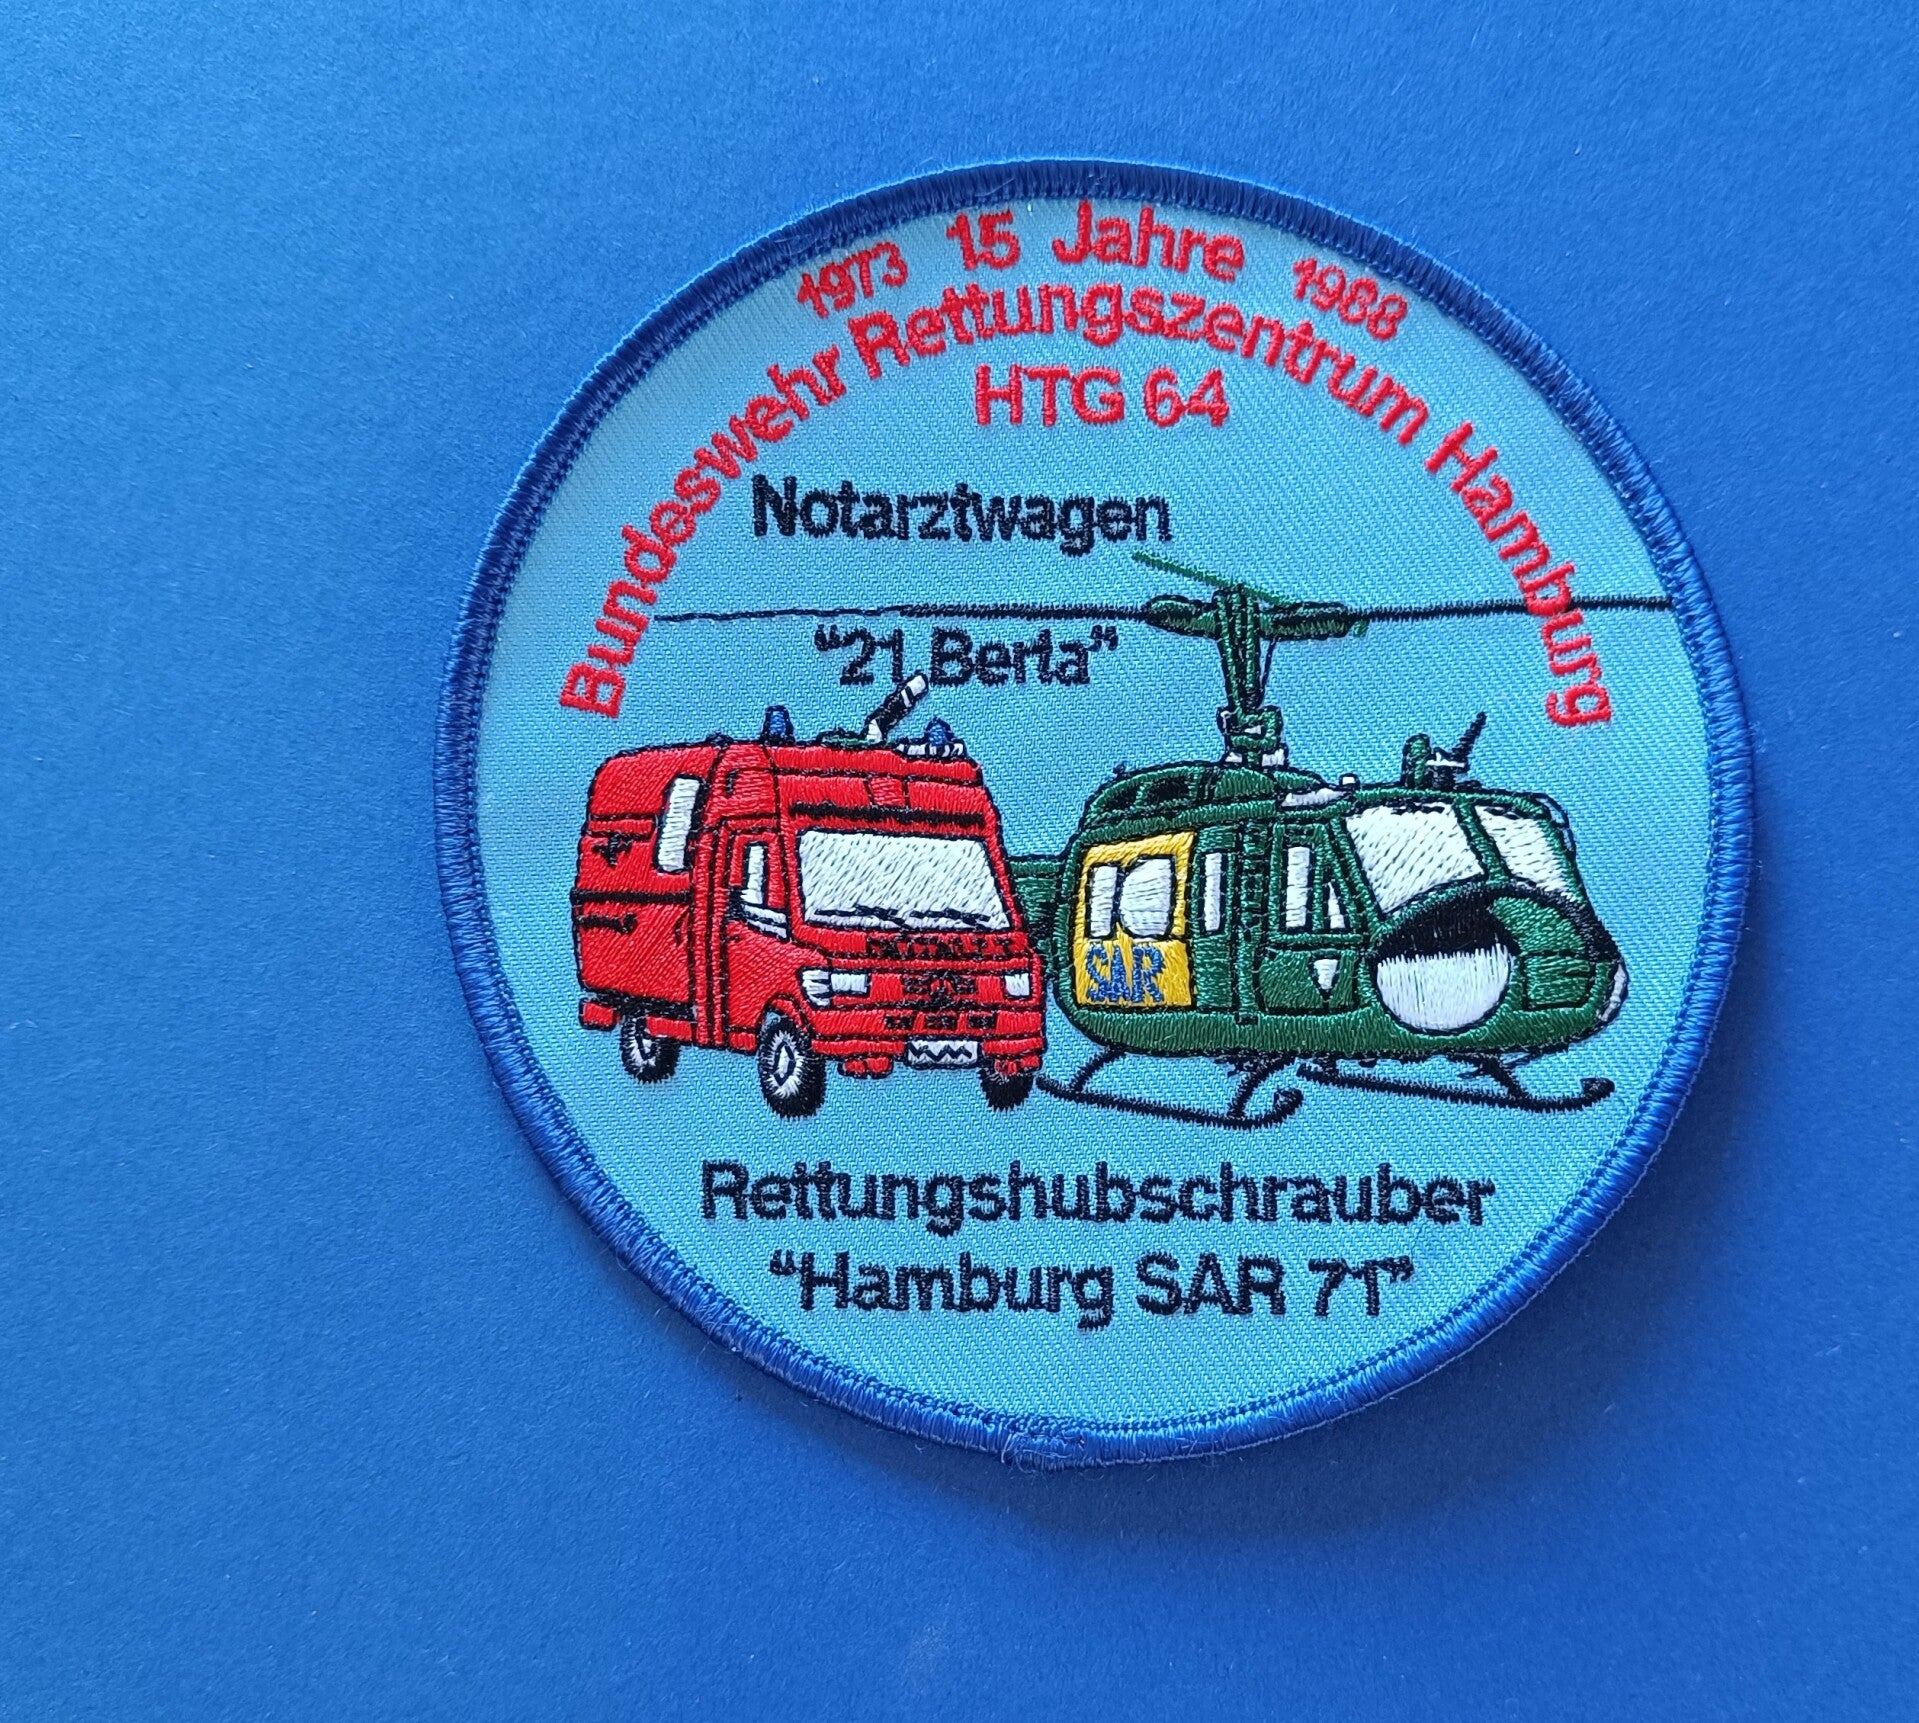 1973 15 Jahre 1988
Bundeswehr Rettungszentrum Hamburg
HTG 64
Notarztwagen
"21 Berta"
SAR
Rettungshubschrauber
"Hamburg SAR 71"